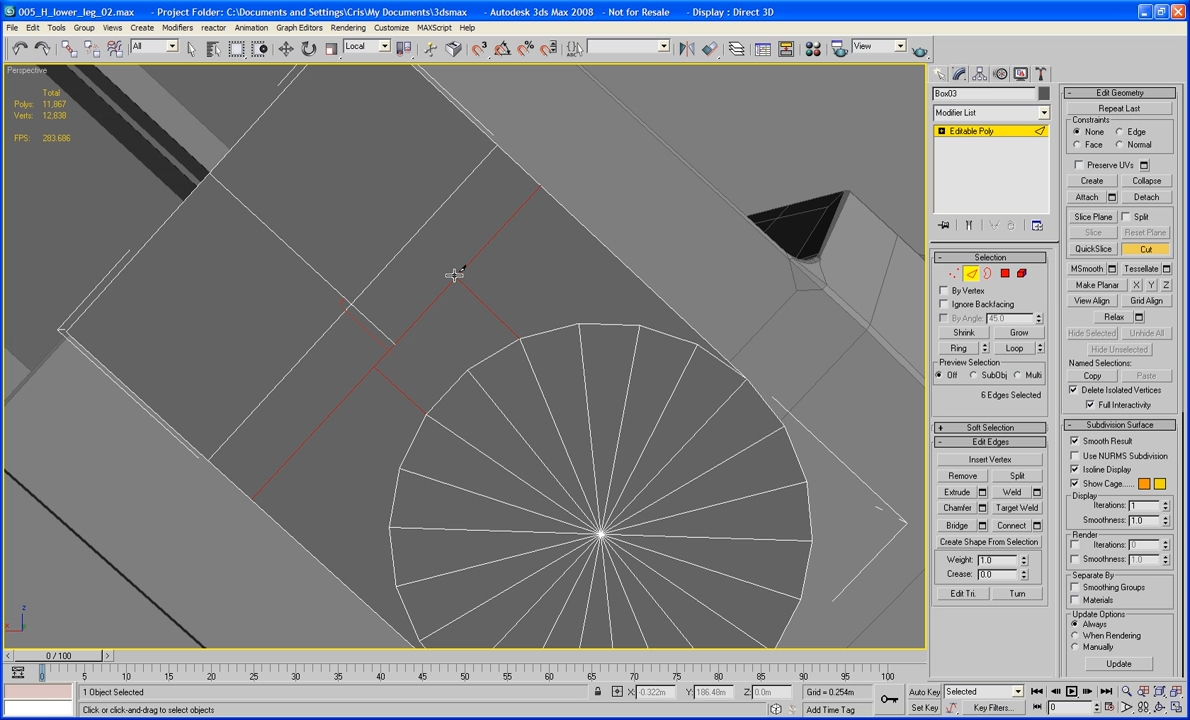 005_H_lower_leg_02.max - Project Folder: C:\Documents and Settings\Cris\My Documents\3dsmax - Autodesk 3ds Max 2008 - Not for Resale - Display : Direct 3D
File Edit Tools Group Views Create Modifiers reactor Animation Graph Editors Rendering Customize MAXScript Help
All Local View
Perspective
Total
Polys: 11,867
Verts: 12,838
FPS: 283.686
Box03
Modifier List
Editable Poly
- Selection
By Vertex
Ignore Backfacing
By Angle: 45.0
Shrink Grow
Ring Loop
Preview Selection
Off SubObj Multi
6 Edges Selected
+ Soft Selection
- Edit Edges
Insert Vertex
Remove Split
Extrude Weld
Chamfer Target Weld
Bridge Connect
Create Shape From Selection
Weight: 1.0
Crease: 0.0
Edit Tri. Turn
- Edit Geometry
Repeat Last
Constraints
None Edge
Face Normal
Preserve UVs
Create Collapse
Attach Detach
Slice Plane Split
Slice Reset Plane
QuickSlice Cut
MSmooth Tessellate
Make Planar X Y Z
View Align Grid Align
Relax
Hide Selected Unhide All
Hide Unselected
Named Selections:
Copy Paste
Delete Isolated Vertices
Full Interactivity
- Subdivision Surface
Smooth Result
Use NURMS Subdivision
Isoline Display
Show Cage......
Display
Iterations: 1
Smoothness: 1.0
Render
Iterations: 0
Smoothness: 1.0
Separate By
Smoothing Groups
Materials
Update Options
Always
When Rendering
Manually
Update
z
x
< 0 / 100 >
0 5 10 15 20 25 30 35 40 45 50 55 60 65 70 75 80 85 90 95 100
1 Object Selected X: -0.322m Y: 186.48m Z: 0.0m Grid = 0.254m Auto Key Selected
Click or click-and-drag to select objects Add Time Tag Set Key Key Filters... 0